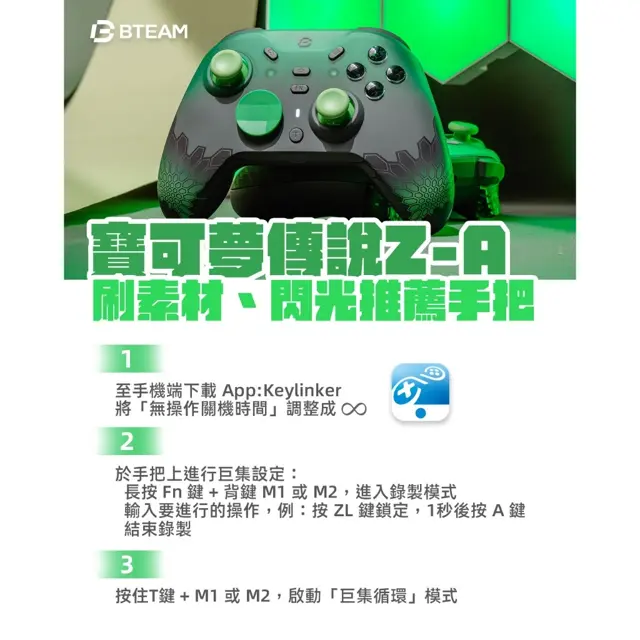 BTEAM
寶可夢傳說Z-A
刷素材、閃光推薦手把
1
至手機端下載 App:Keylinker
將「無操作關機時間」調整成 ∞
2
於手把上進行巨集設定：
長按 Fn 鍵 + 背鍵 M1 或 M2，進入錄製模式
輸入要進行的操作，例：按 ZL 鍵鎖定，1秒後按 A 鍵
結束錄製
3
按住T鍵 + M1 或 M2，啟動「巨集循環」模式